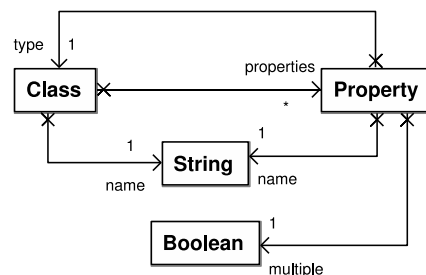 type 1
properties
Class
Property
*
1
1
String
name
name
1
Boolean
multiple